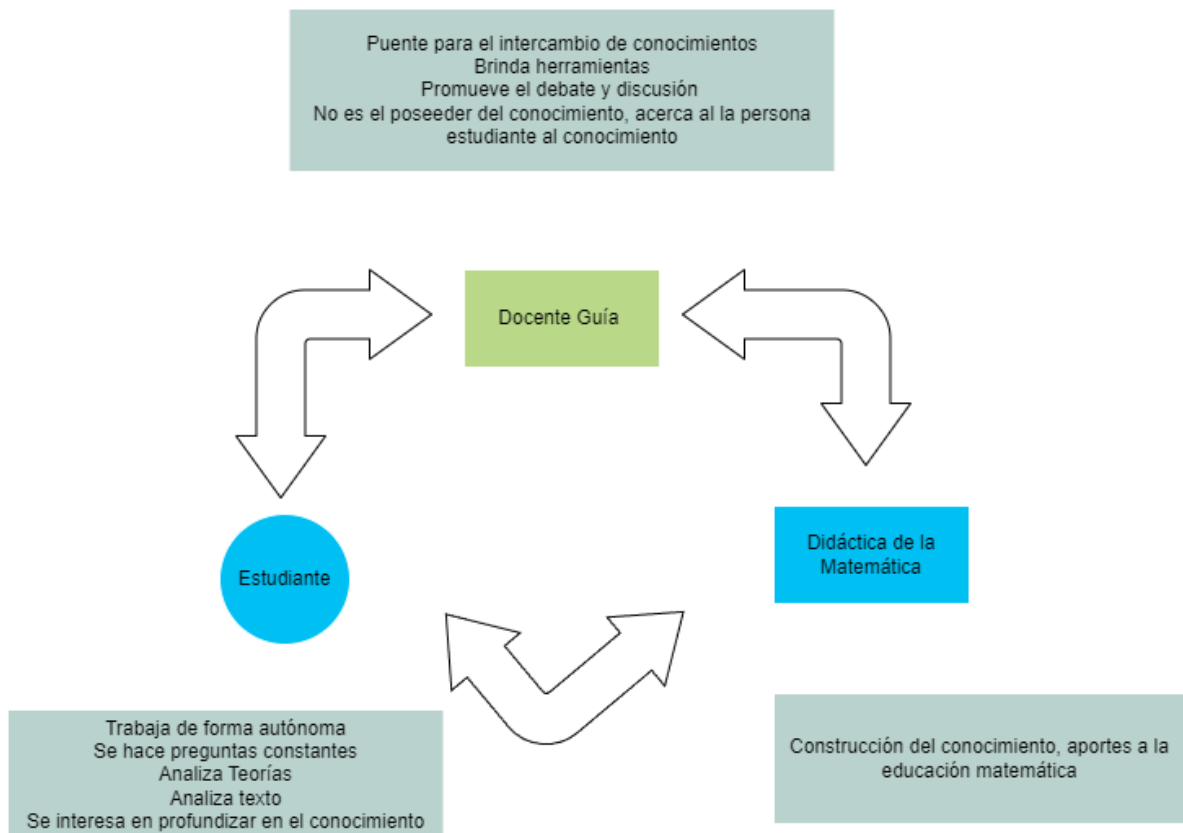 Puente para el intercambio de conocimientos
Brinda herramientas
Promueve el debate y discusión
No es el poseeder del conocimiento, acerca al la persona
estudiante al conocimiento
Docente Guía
Estudiante
Didáctica de la
Matemática
Trabaja de forma autónoma
Se hace preguntas constantes
Analiza Teorías
Analiza texto
Se interesa en profundizar en el conocimiento
Construcción del conocimiento, aportes a la
educación matemática